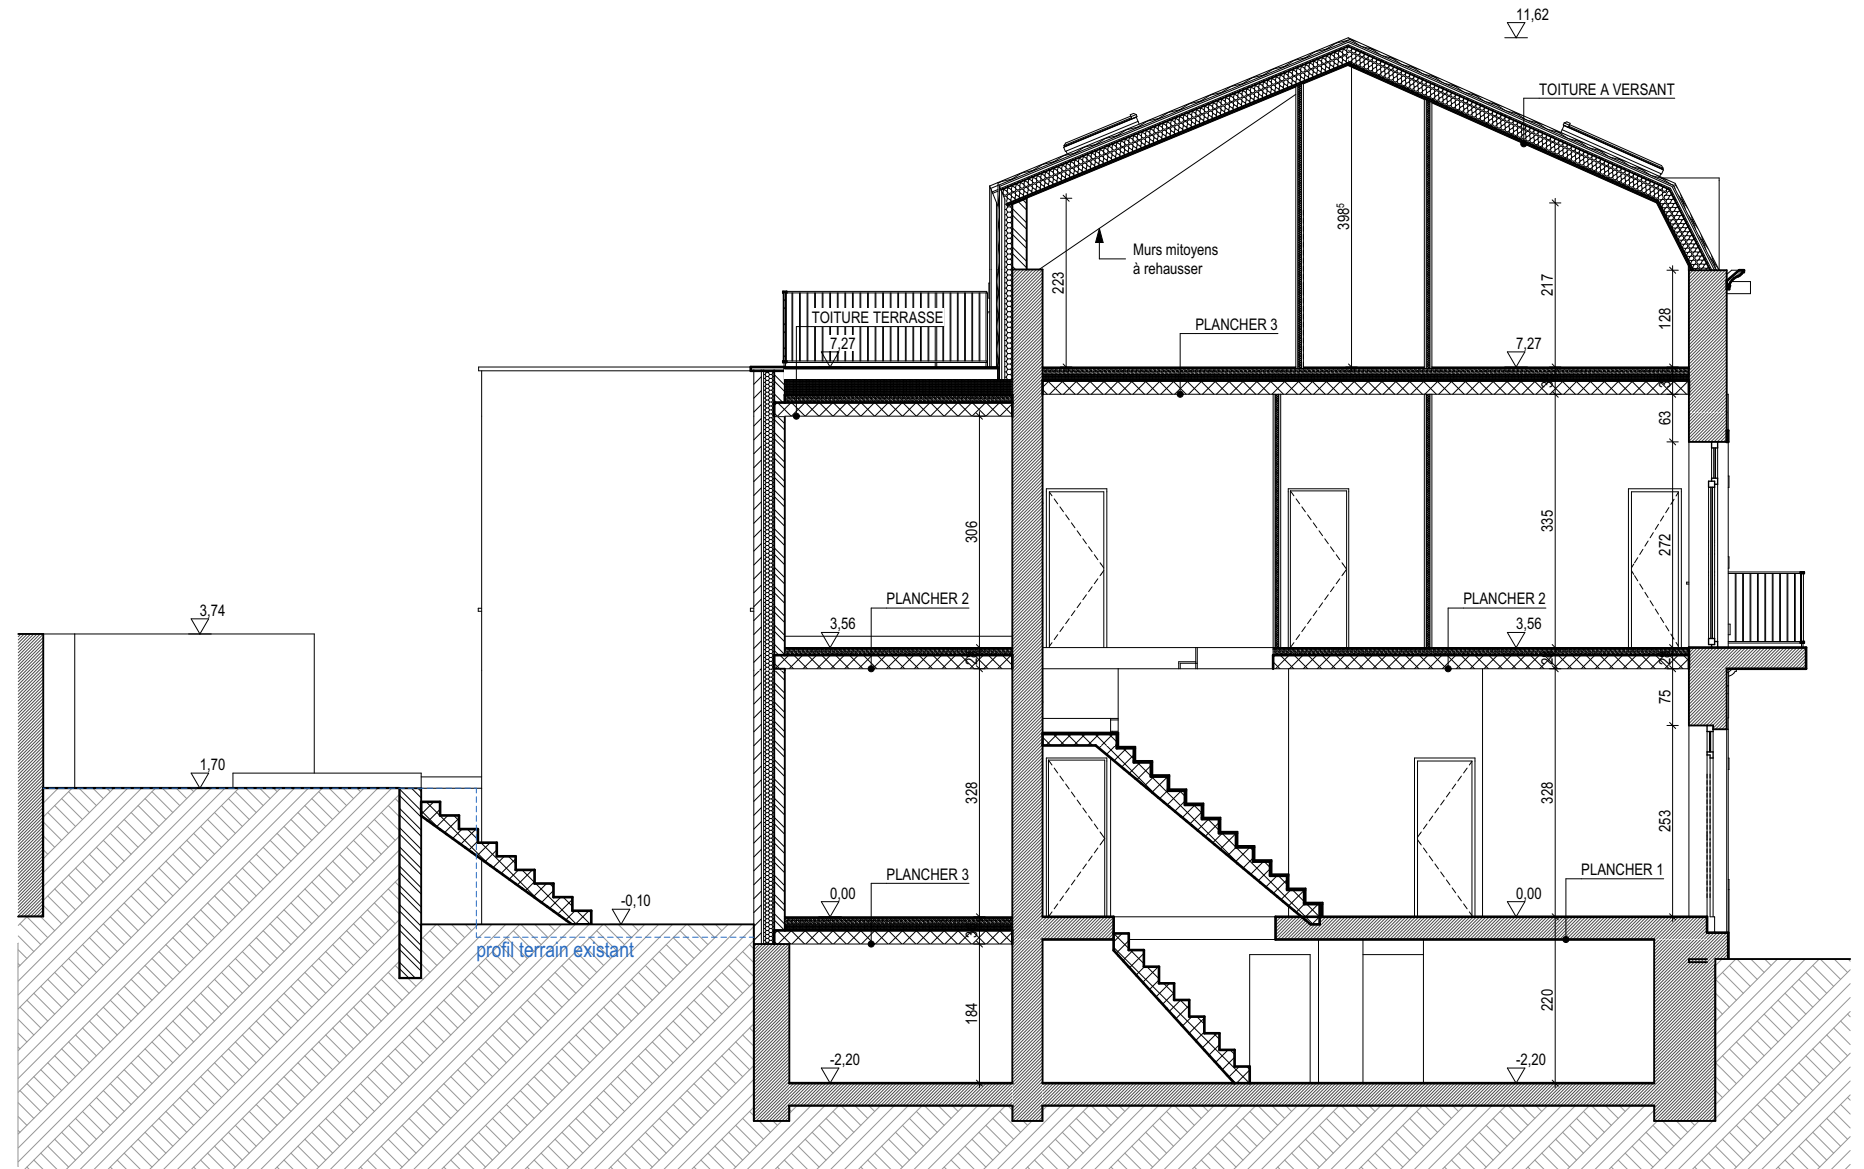 11,62
TOITURE A VERSANT
398⁵
Murs mitoyens
à rehausser
223
217
128
TOITURE TERRASSE
PLANCHER 3
7,27
7,27
63
306
335
272
PLANCHER 2
PLANCHER 2
3,74
3,56
3,56
75
1,70
328
328
253
PLANCHER 3
PLANCHER 1
0,00
0,00
-0,10
profil terrain existant
184
220
-2,20
-2,20